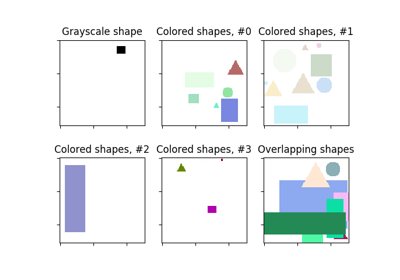 Grayscale shape
Colored shapes, #0
Colored shapes, #1
Colored shapes, #2
Colored shapes, #3
Overlapping shapes